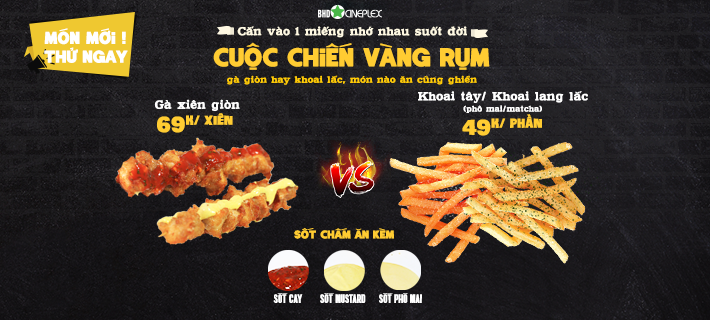 BHD CINEPLEX
MÓN MỚI !
THỬ NGAY
Cắn vào 1 miếng nhớ nhau suốt đời
CUỘC CHIẾN VÀNG RỤM
gà giòn hay khoai lắc, món nào ăn cũng ghiền
Gà xiên giòn
69K/ XIÊN
Khoai tây/ Khoai lang lắc
(phô mai/matcha)
49K/ PHẦN
VS
SỐT CHẤM ĂN KÈM
SỐT CAY
SỐT MUSTARD
SỐT PHÔ MAI